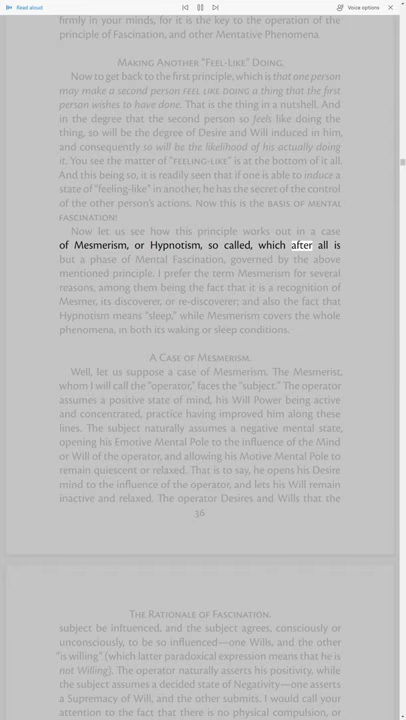 Read aloud
Voice options
firmly in your minds, for it is the key to the operation of the
principle of Fascination, and other Mentative Phenomena.
Making Another "Feel-Like" Doing.
Now to get back to the first principle, which is that one person
may make a second person FEEL LIKE DOING a thing that the first
person wishes to have done. That is the thing in a nutshell. And
in the degree that the second person so feels like doing the
thing, so will be the degree of Desire and Will induced in him,
and consequently so will be the likelihood of his actually doing
it. You see the matter of "FEELING-LIKE" is at the bottom of it all.
And this being so, it is readily seen that if one is able to induce a
state of "feeling-like" in another, he has the secret of the control
of the other person's actions. Now this is the BASIS OF MENTAL
FASCINATION!
Now let us see how this principle works out in a case
of Mesmerism, or Hypnotism, so called, which after all is
but a phase of Mental Fascination, governed by the above
mentioned principle. I prefer the term Mesmerism for several
reasons, among them being the fact that it is a recognition of
Mesmer, its discoverer, or re-discoverer; and also the fact that
Hypnotism means "sleep," while Mesmerism covers the whole
phenomena, in both its waking or sleep conditions.
A Case of Mesmerism.
Well, let us suppose a case of Mesmerism. The Mesmerist,
whom I will call the "operator," faces the "subject." The operator
assumes a positive state of mind, his Will Power being active
and concentrated, practice having improved him along these
lines. The subject naturally assumes a negative mental state,
opening his Emotive Mental Pole to the influence of the Mind
or Will of the operator, and allowing his Motive Mental Pole to
remain quiescent or relaxed. That is to say, he opens his Desire
mind to the influence of the operator, and lets his Will remain
inactive and relaxed. The operator Desires and Wills that the
36
The Rationale of Fascination.
subject be influenced, and the subject agrees, consciously or
unconsciously, to be so influenced—one Wills, and the other
"is willing" (which latter paradoxical expression means that he is
not Willing). The operator naturally asserts his positivity, while
the subject assumes a decided state of Negativity—one asserts
a Supremacy of Will, and the other submits. I would call your
attention to the fact that there is no physical compulsion, or